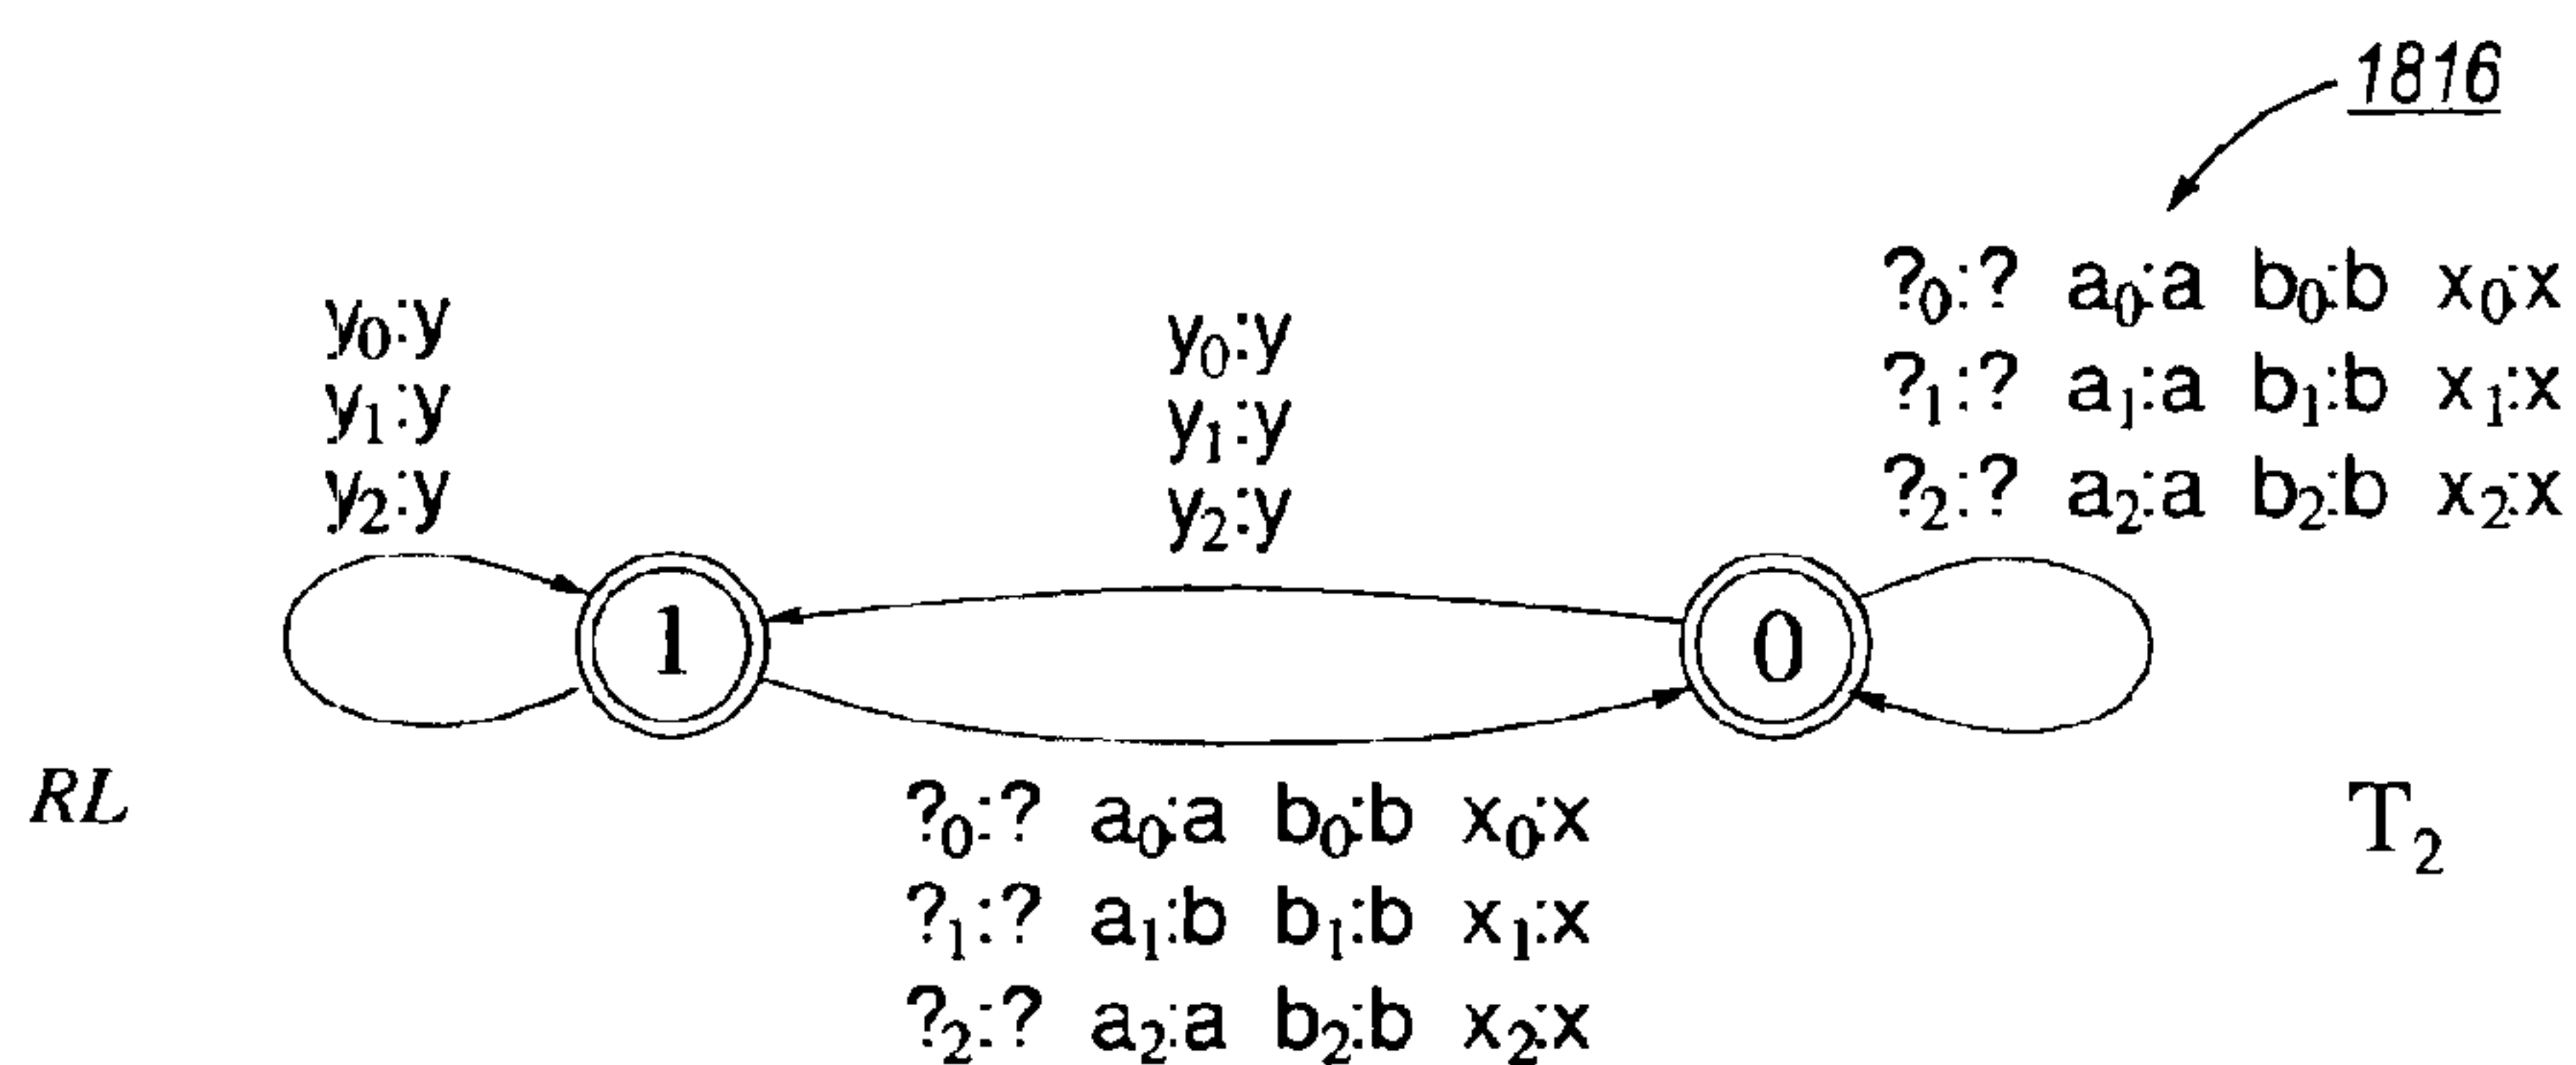 1816
?₀:? a₀:a b₀:b x₀:x
?₁:? a₁:a b₁:b x₁:x
?₂:? a₂:a b₂:b x₂:x
y₀:y
y₁:y
y₂:y
y₀:y
y₁:y
y₂:y
1
0
RL
T₂
?₀:? a₀:a b₀:b x₀:x
?₁:? a₁:b b₁:b x₁:x
?₂:? a₂:a b₂:b x₂:x